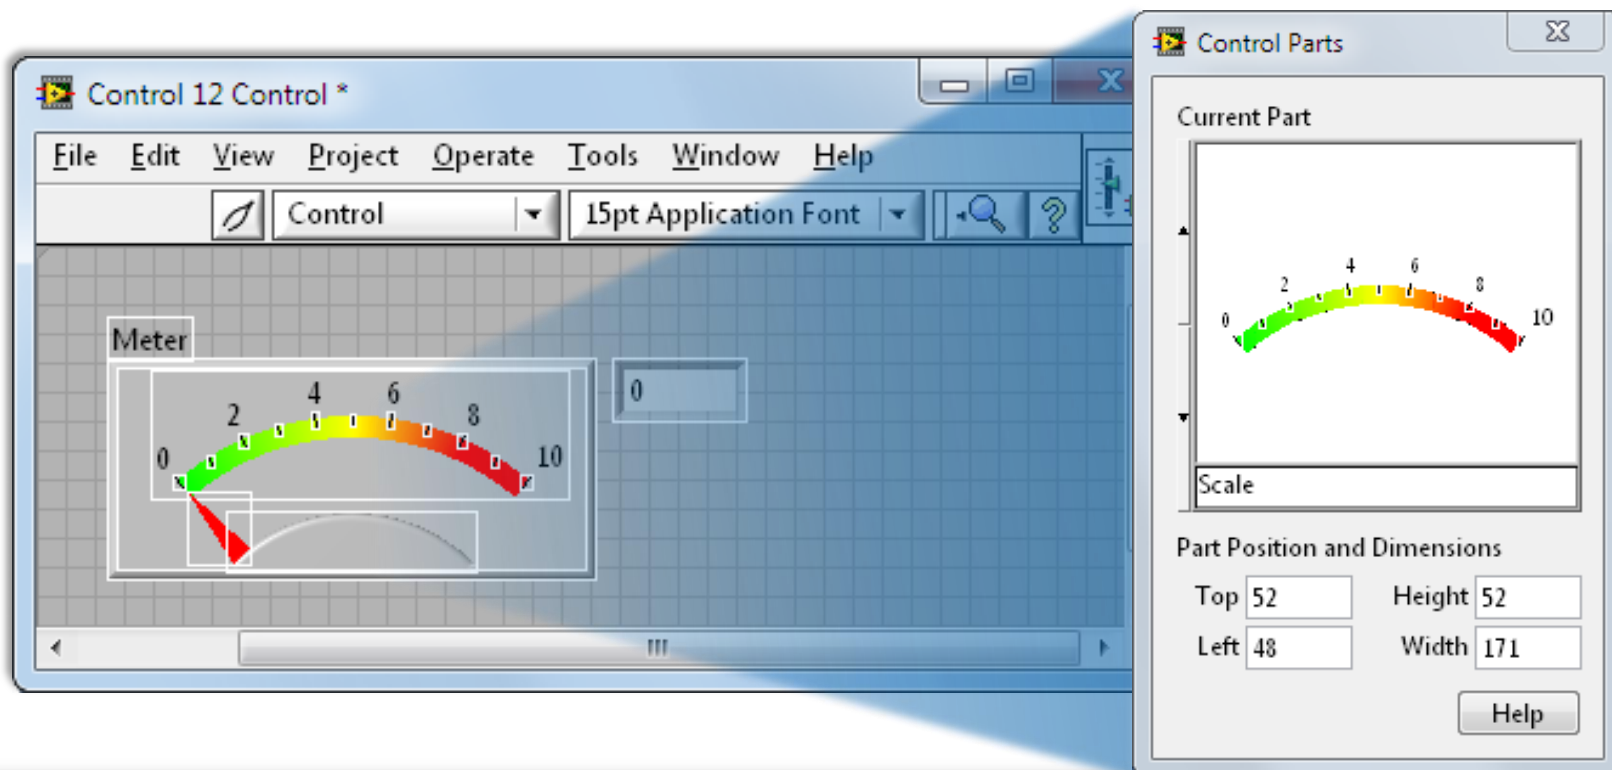 Control 12 Control *
File Edit View Project Operate Tools Window Help
Control 15pt Application Font ?
Meter
0 2 4 6 8 10
0
Control Parts
Current Part
0 2 4 6 8 10
Scale
Part Position and Dimensions
Top 52 Height 52
Left 48 Width 171
Help